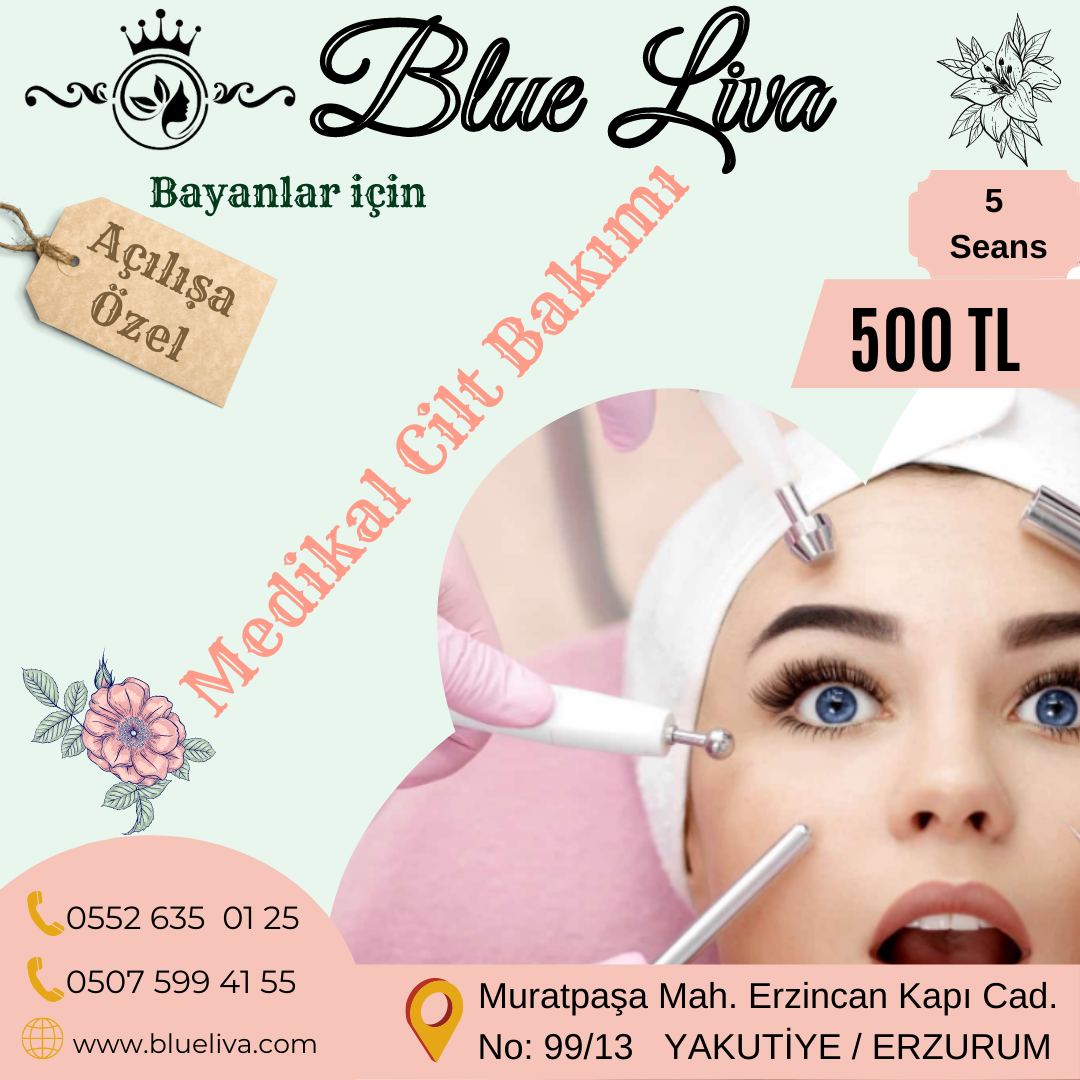 Blue Liva
Bayanlar için
Açılışa
Özel
Medikal Cilt Bakımı
5
Seans
500 TL
0552 635  01 25
0507 599 41 55
www.blueliva.com
Muratpaşa Mah. Erzincan Kapı Cad.
No: 99/13   YAKUTİYE / ERZURUM